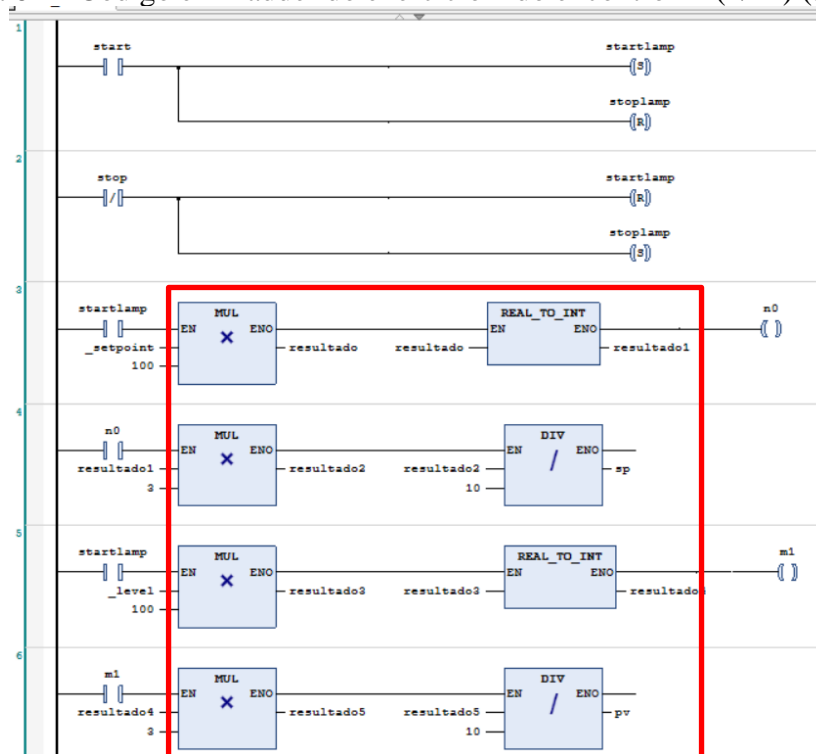 1
start
startlamp
S
stoplamp
R
2
stop
startlamp
R
stoplamp
S
3
startlamp MUL REAL_TO_INT n0
EN ENO EN ENO
_setpoint resultado resultado resultado1
100
4
n0 MUL DIV
EN ENO EN ENO
resultado1 resultado2 resultado2 sp
3 10
5
startlamp MUL REAL_TO_INT m1
EN ENO EN ENO
_level resultado3 resultado3
100
6
m1 MUL DIV
EN ENO EN ENO
resultado4 resultado5 resultado5 pv
3 10